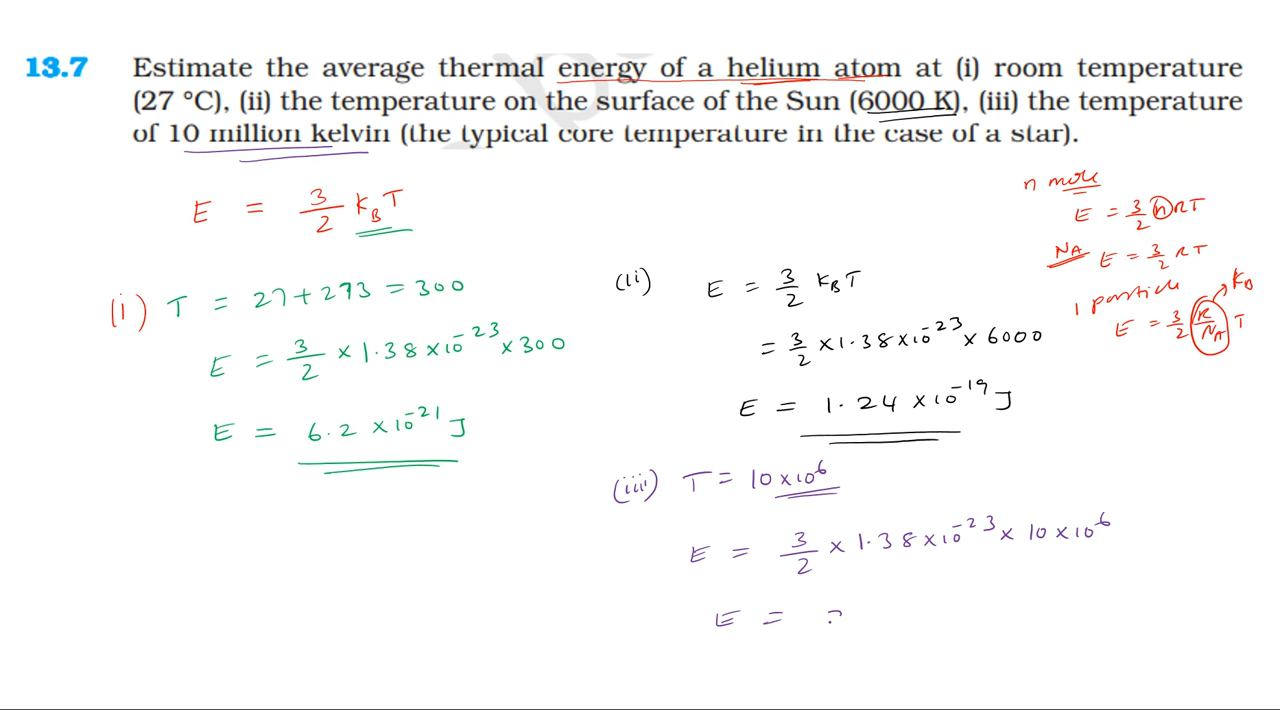 13.7 Estimate the average thermal energy of a helium atom at (i) room temperature
(27 °C), (ii) the temperature on the surface of the Sun (6000 K), (iii) the temperature
of 10 million kelvin (the typical core temperature in the case of a star).
E = 3/2 K_B T
(i) T = 27 + 273 = 300
E = 3/2 × 1.38 × 10^-23 × 300
E = 6.2 × 10^-21 J
(ii) E = 3/2 K_B T
= 3/2 × 1.38 × 10^-23 × 6000
E = 1.24 × 10^-19 J
(iii) T = 10 × 10^6
E = 3/2 × 1.38 × 10^-23 × 10 × 10^6
E =
n mole
E = 3/2 n RT
NA E = 3/2 RT
1 particle K_B
E = 3/2 R/N_A T